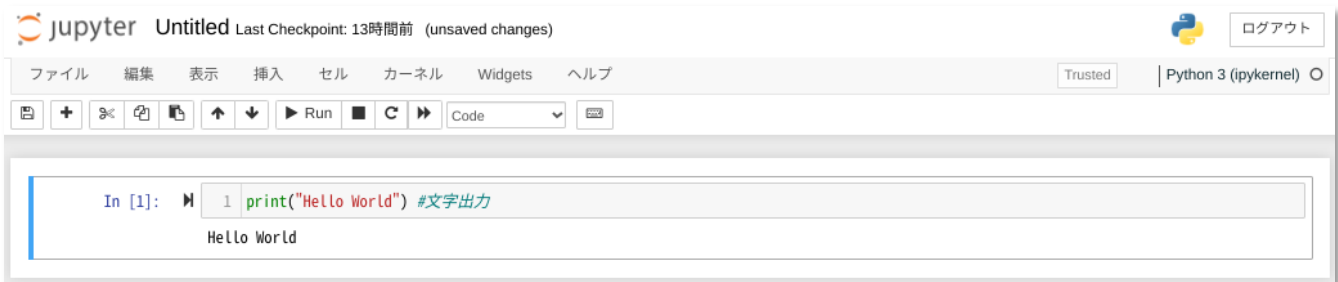 jupyter Untitled Last Checkpoint: 13時間前 (unsaved changes) ログアウト
ファイル 編集 表示 挿入 セル カーネル Widgets ヘルプ Trusted Python 3 (ipykernel)
Run Code
In [1]: 1 print("Hello World") #文字出力
Hello World